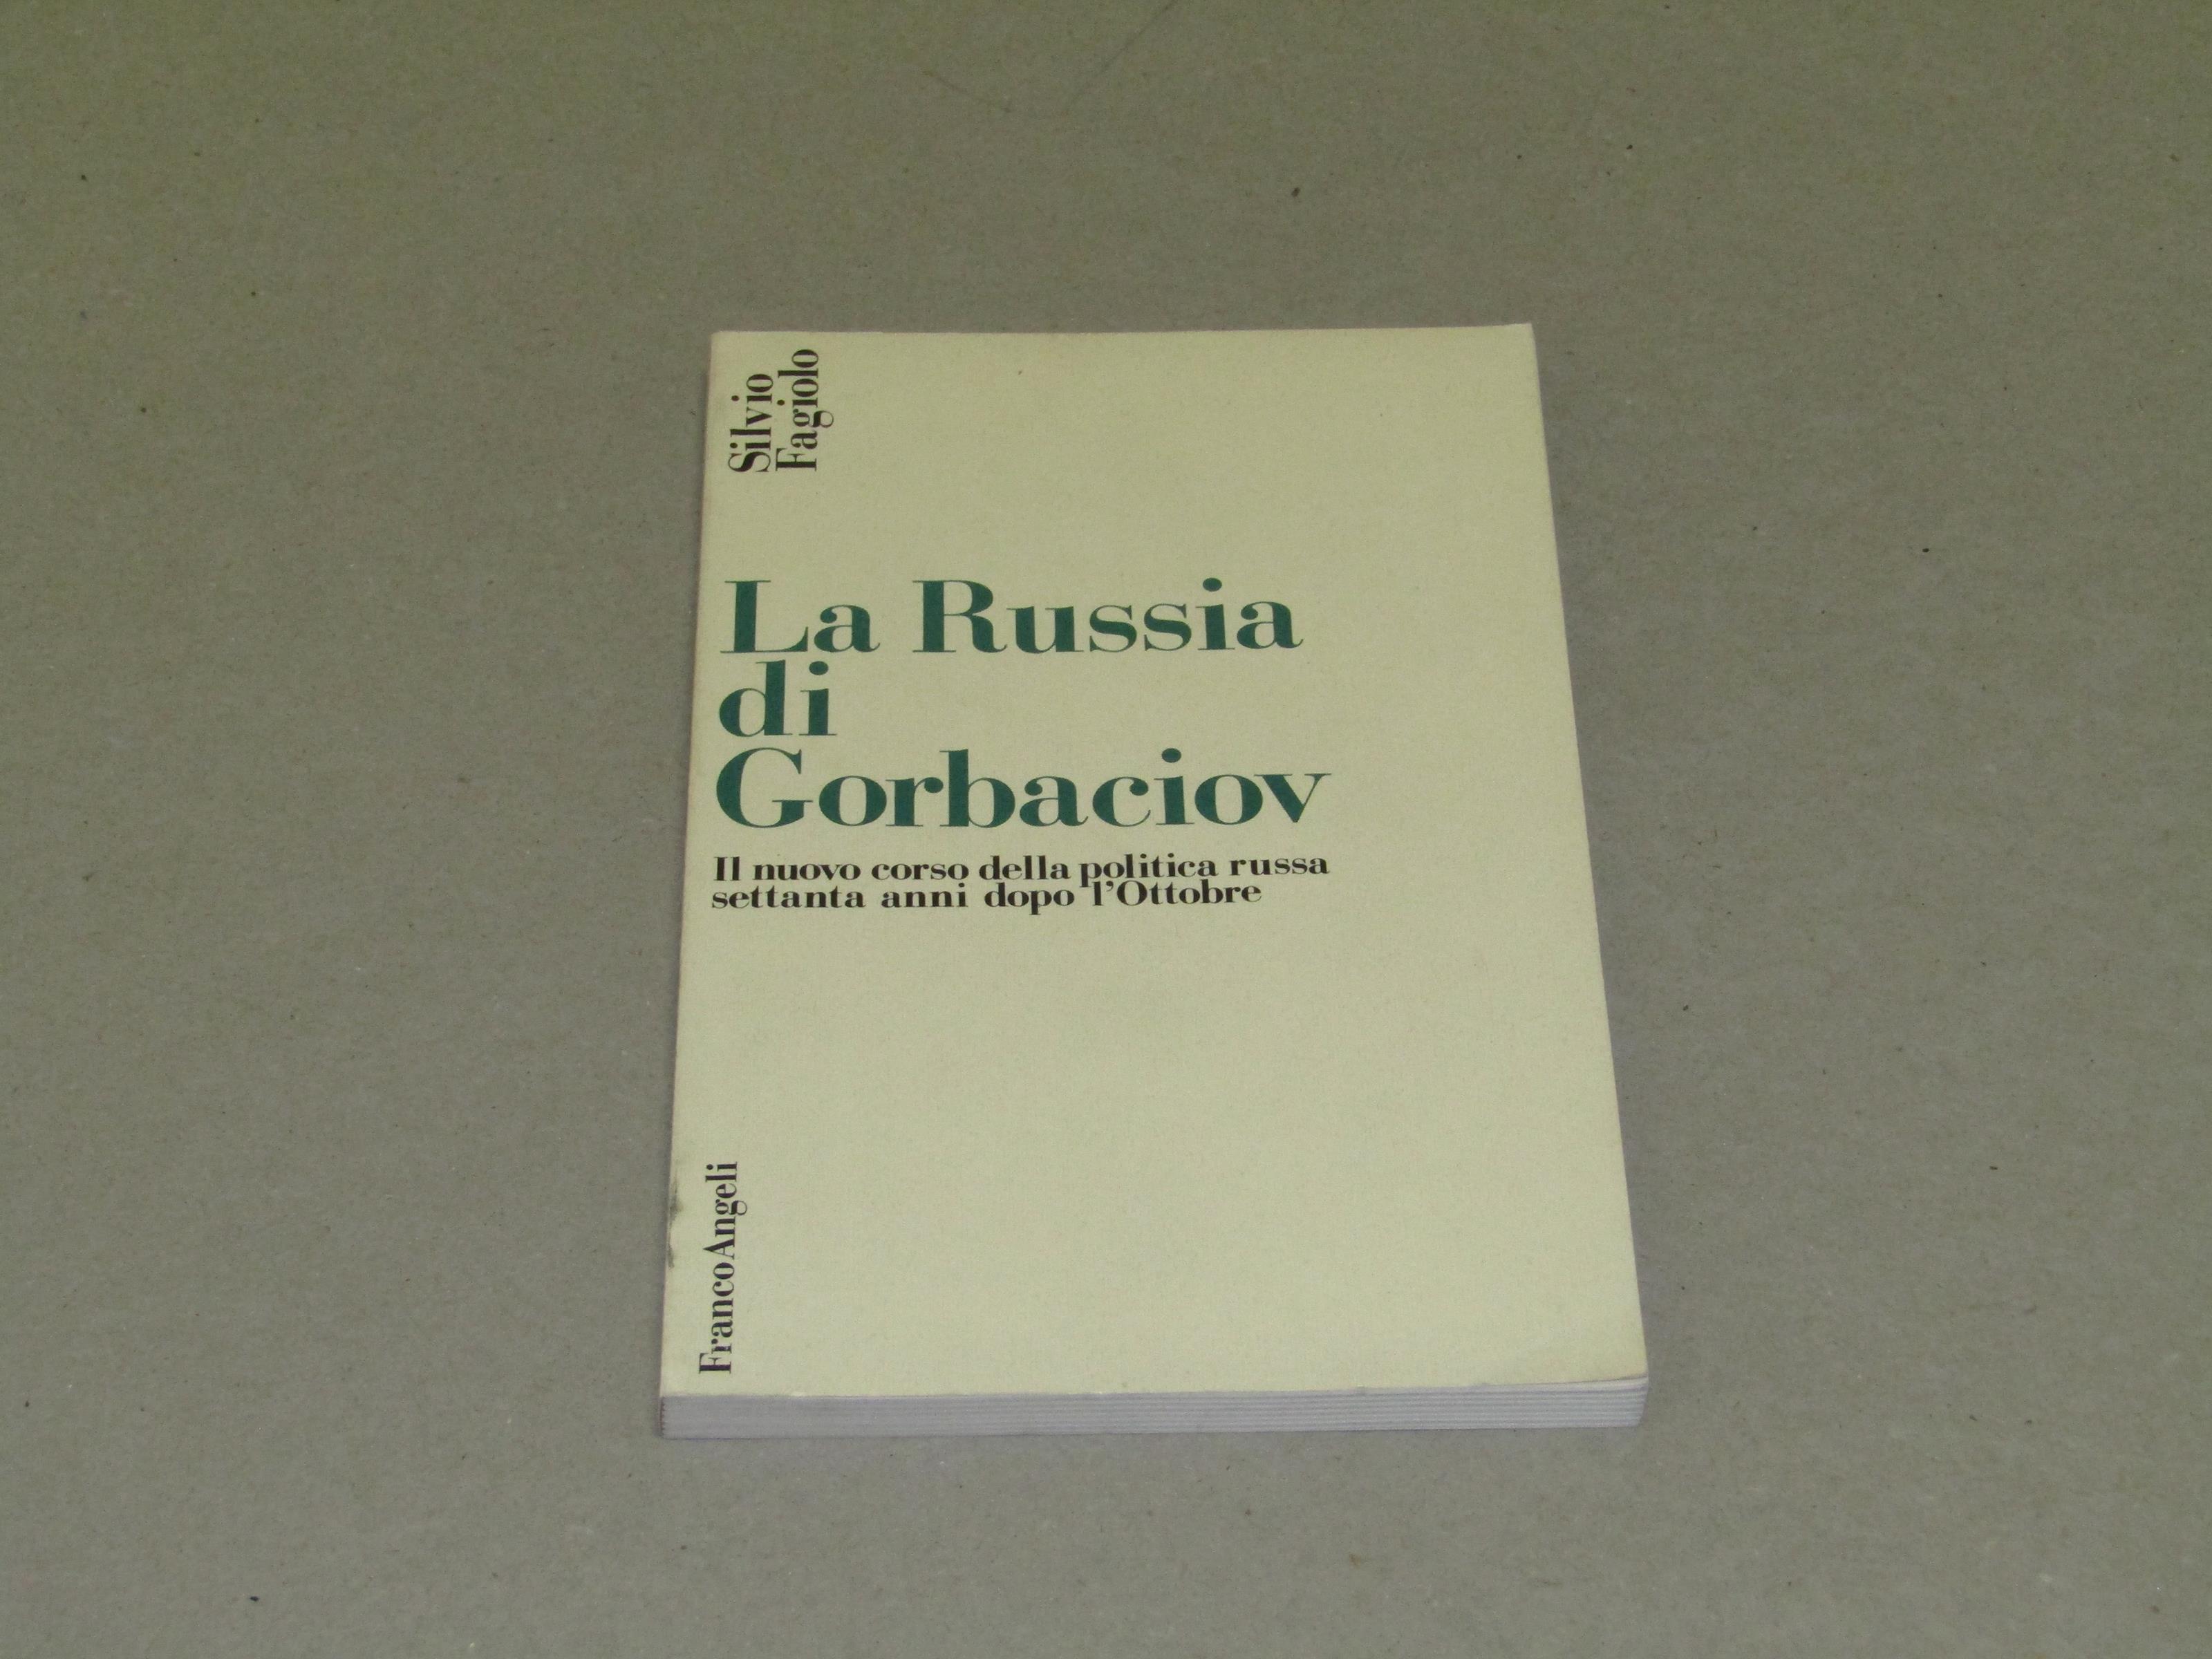 Silvio
Fagiolo
La Russia
di
Gorbaciov
Il nuovo corso della politica russa
settanta anni dopo l'Ottobre
FrancoAngeli